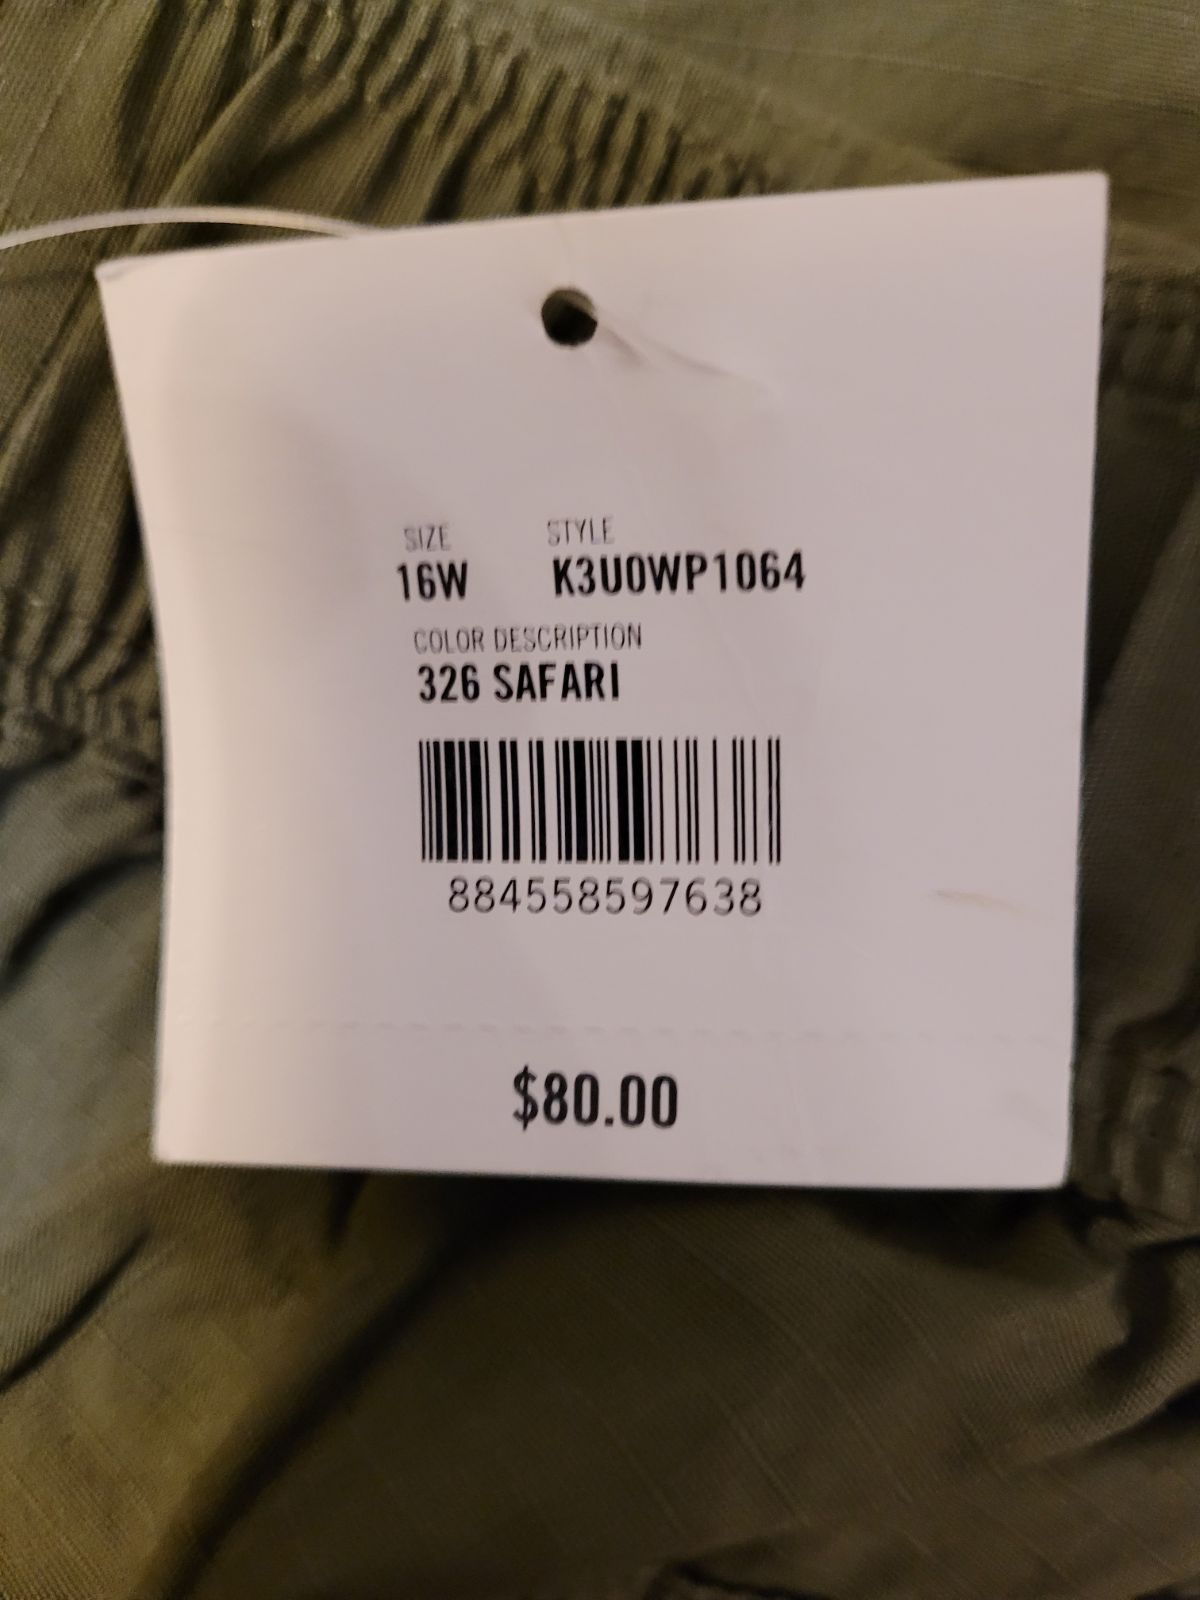 SIZE STYLE
16W K3U0WP1064
COLOR DESCRIPTION
326 SAFARI
884558597638
$80.00